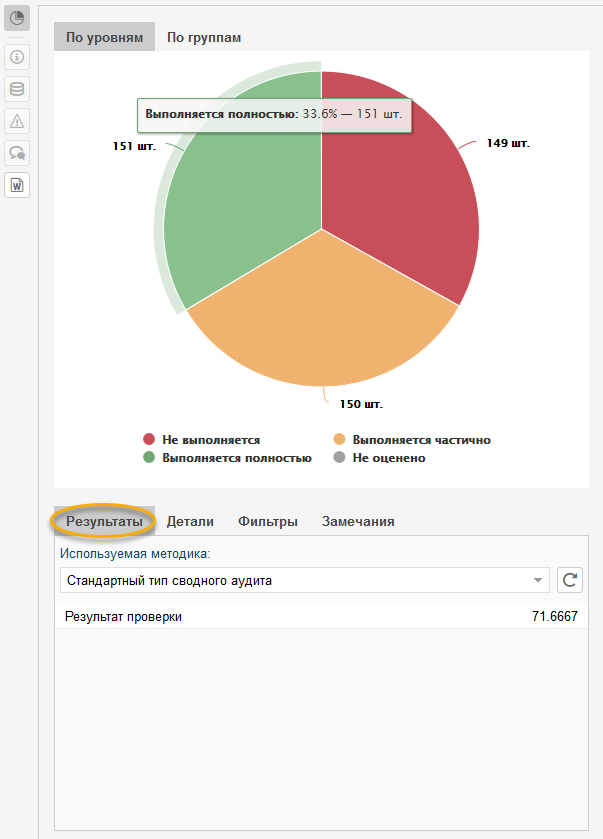 По уровням По группам
Выполняется полностью: 33.6% — 151 шт.
151 шт.
149 шт.
150 шт.
Не выполняется Выполняется частично
Выполняется полностью Не оценено
Результаты Детали Фильтры Замечания
Используемая методика:
Стандартный тип сводного аудита
Результат проверки 71.6667